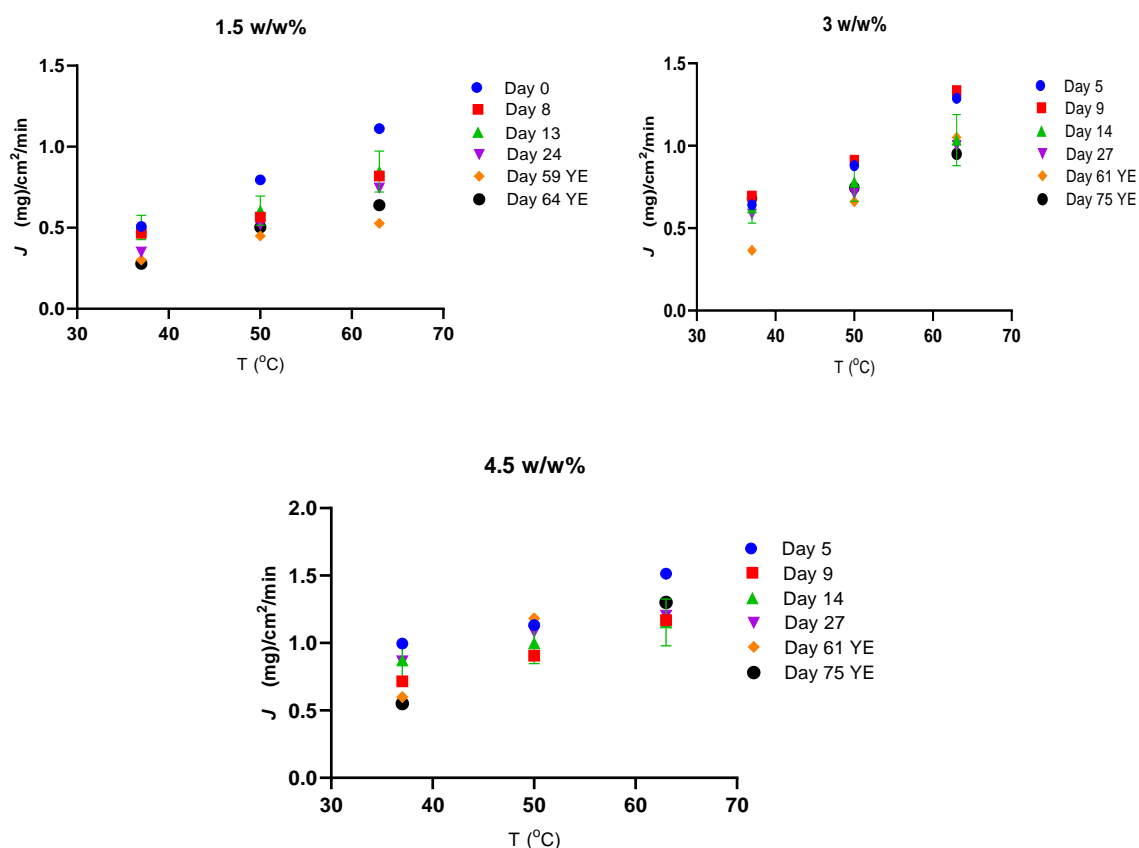 1.5 w/w%
J (mg)/cm²/min
1.5
1.0
0.5
0.0
30 40 50 60 70
T (°C)
Day 0
Day 8
Day 13
Day 24
Day 59 YE
Day 64 YE
3 w/w%
J (mg)/cm²/min
1.5
1.0
0.5
0.0
30 40 50 60 70
T (°C)
Day 5
Day 9
Day 14
Day 27
Day 61 YE
Day 75 YE
4.5 w/w%
J (mg)/cm²/min
2.0
1.5
1.0
0.5
0.0
30 40 50 60 70
T (°C)
Day 5
Day 9
Day 14
Day 27
Day 61 YE
Day 75 YE